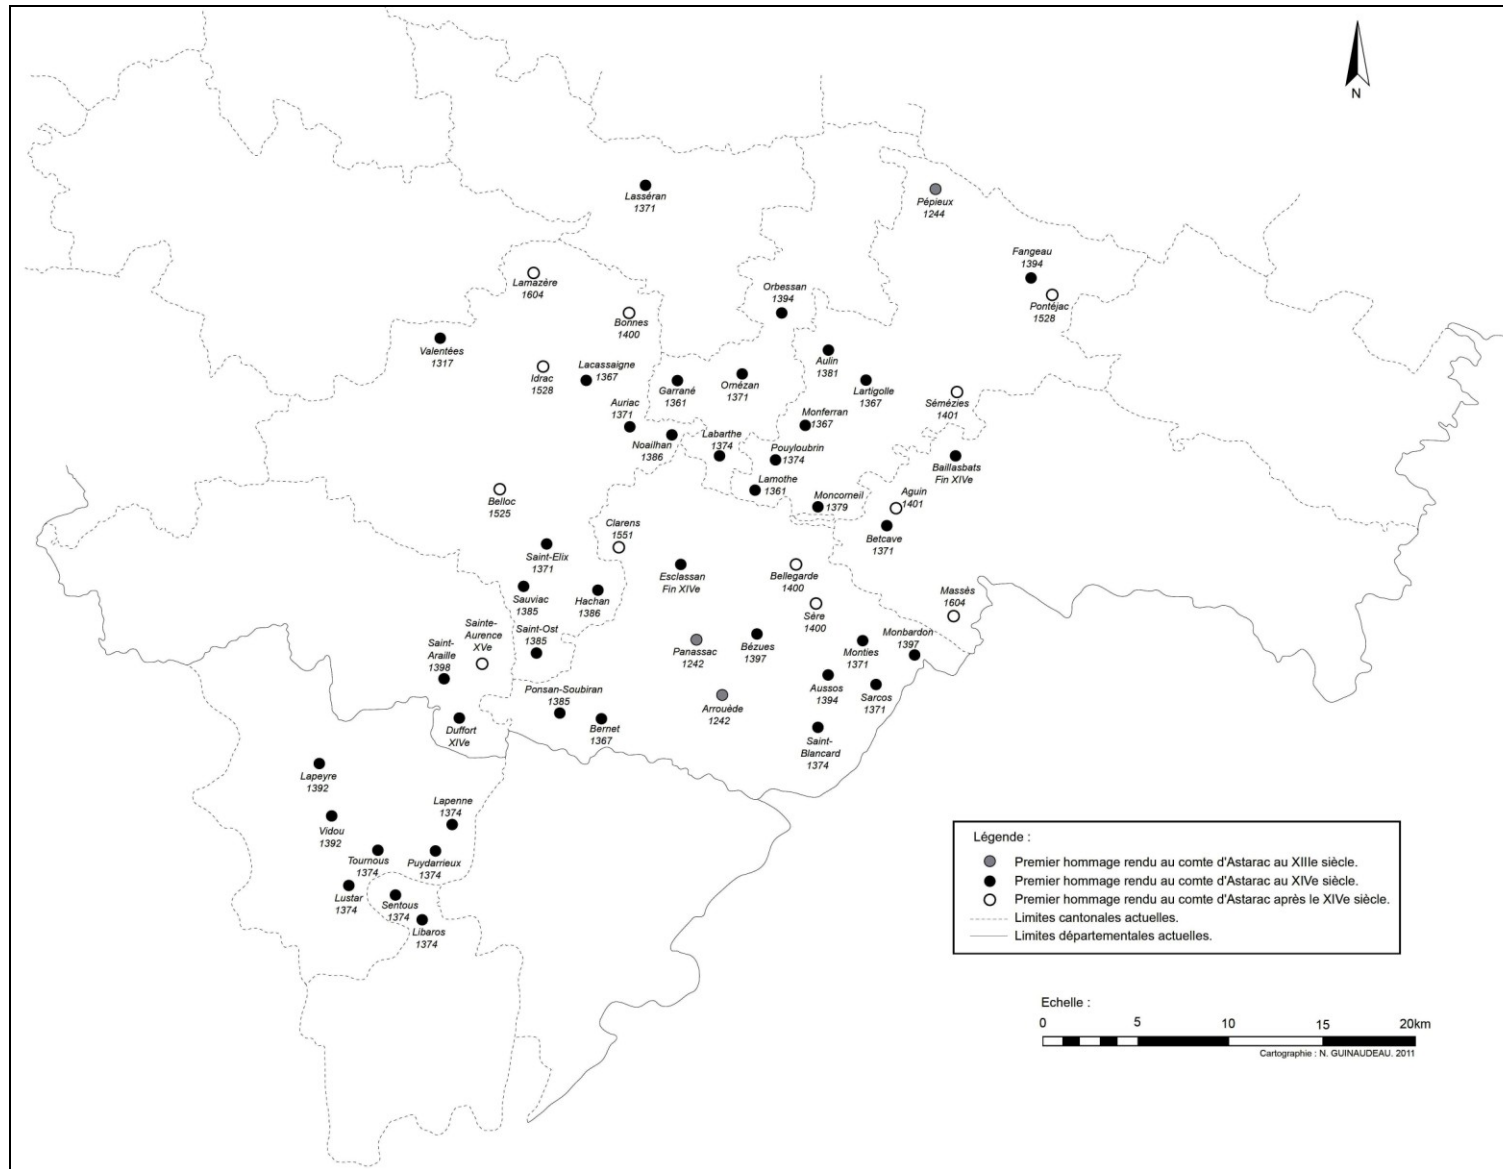 N
Lasséran
1371
Pépieux
1244
Fangeau
1394
Pontéjac
1528
Lamazère
1604
Bonnes
1400
Orbessan
1394
Valentées
1317
Idrac
1528
Lacassaigne
1367
Garrané
1361
Ornézan
1371
Aulin
1381
Lartigolle
1367
Sémézies
1401
Auriac
1371
Noailhan
1386
Labarthe
1374
Monferran
1367
Pouyloubrin
1374
Lamothe
1361
Baillasbats
Fin XIVe
Moncorneil
1379
Aguin
1401
Betcave
1371
Belloc
1525
Clarens
1551
Saint-Elix
1371
Esclassan
Fin XIVe
Bellegarde
1400
Sauviac
1385
Hachan
1386
Sère
1400
Massés
1604
Sainte-
Aurence
XVe
Saint-
Araille
1398
Saint-Ost
1385
Panassac
1242
Bézues
1397
Monties
1371
Monbardon
1397
Aussos
1394
Sarcos
1371
Ponsan-Soubiran
1385
Bernet
1367
Arrouède
1242
Saint-
Blancard
1374
Duffort
XIVe
Lapeyre
1392
Lapenne
1374
Vidou
1392
Tournous
1374
Puydarrieux
1374
Lustar
1374
Sentous
1374
Libaros
1374
Légende :
Premier hommage rendu au comte d'Astarac au XIIIe siècle.
Premier hommage rendu au comte d'Astarac au XIVe siècle.
Premier hommage rendu au comte d'Astarac après le XIVe siècle.
Limites cantonales actuelles.
Limites départementales actuelles.
Echelle :
0 5 10 15 20km
Cartographie : N. GUINAUDEAU. 2011